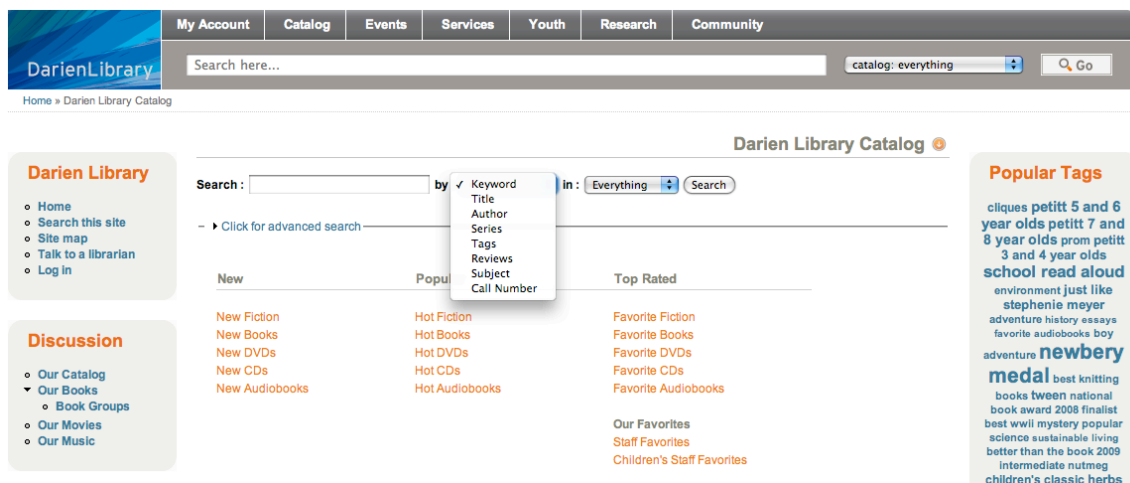 My Account Catalog Events Services Youth Research Community
DarienLibrary
Search here... catalog: everything Go
Home » Darien Library Catalog
Darien Library Catalog
Darien Library
Home
Search this site
Site map
Talk to a librarian
Log in
Discussion
Our Catalog
Our Books
Book Groups
Our Movies
Our Music
Search : by ✓ Keyword in : Everything Search
Title
Author
Series
Tags
Reviews
Subject
Call Number
Click for advanced search
New
New Fiction
New Books
New DVDs
New CDs
New Audiobooks
Popul
Hot Fiction
Hot Books
Hot DVDs
Hot CDs
Hot Audiobooks
Top Rated
Favorite Fiction
Favorite Books
Favorite DVDs
Favorite CDs
Favorite Audiobooks
Our Favorites
Staff Favorites
Children's Staff Favorites
Popular Tags
cliques petitt 5 and 6
year olds petitt 7 and
8 year olds prom petitt
3 and 4 year olds
school read aloud
environment just like
stephenie meyer
adventure history essays
favorite audiobooks boy
adventure newbery
medal best knitting
books tween national
book award 2008 finalist
best wwii mystery popular
science sustainable living
better than the book 2009
intermediate nutmeg
children's classic herbs